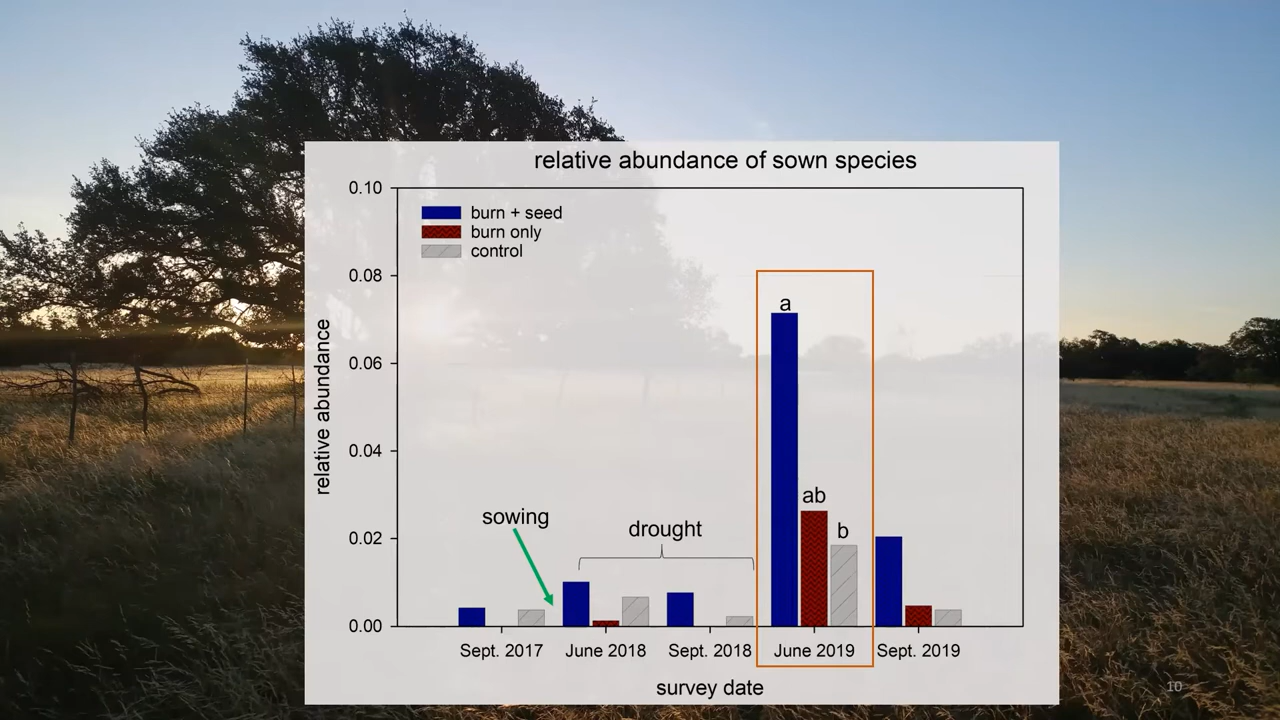 relative abundance of sown species
0.10
0.08
0.06
0.04
0.02
0.00
relative abundance
burn + seed
burn only
control
sowing
drought
a
ab
b
Sept. 2017
June 2018
Sept. 2018
June 2019
Sept. 2019
survey date
10